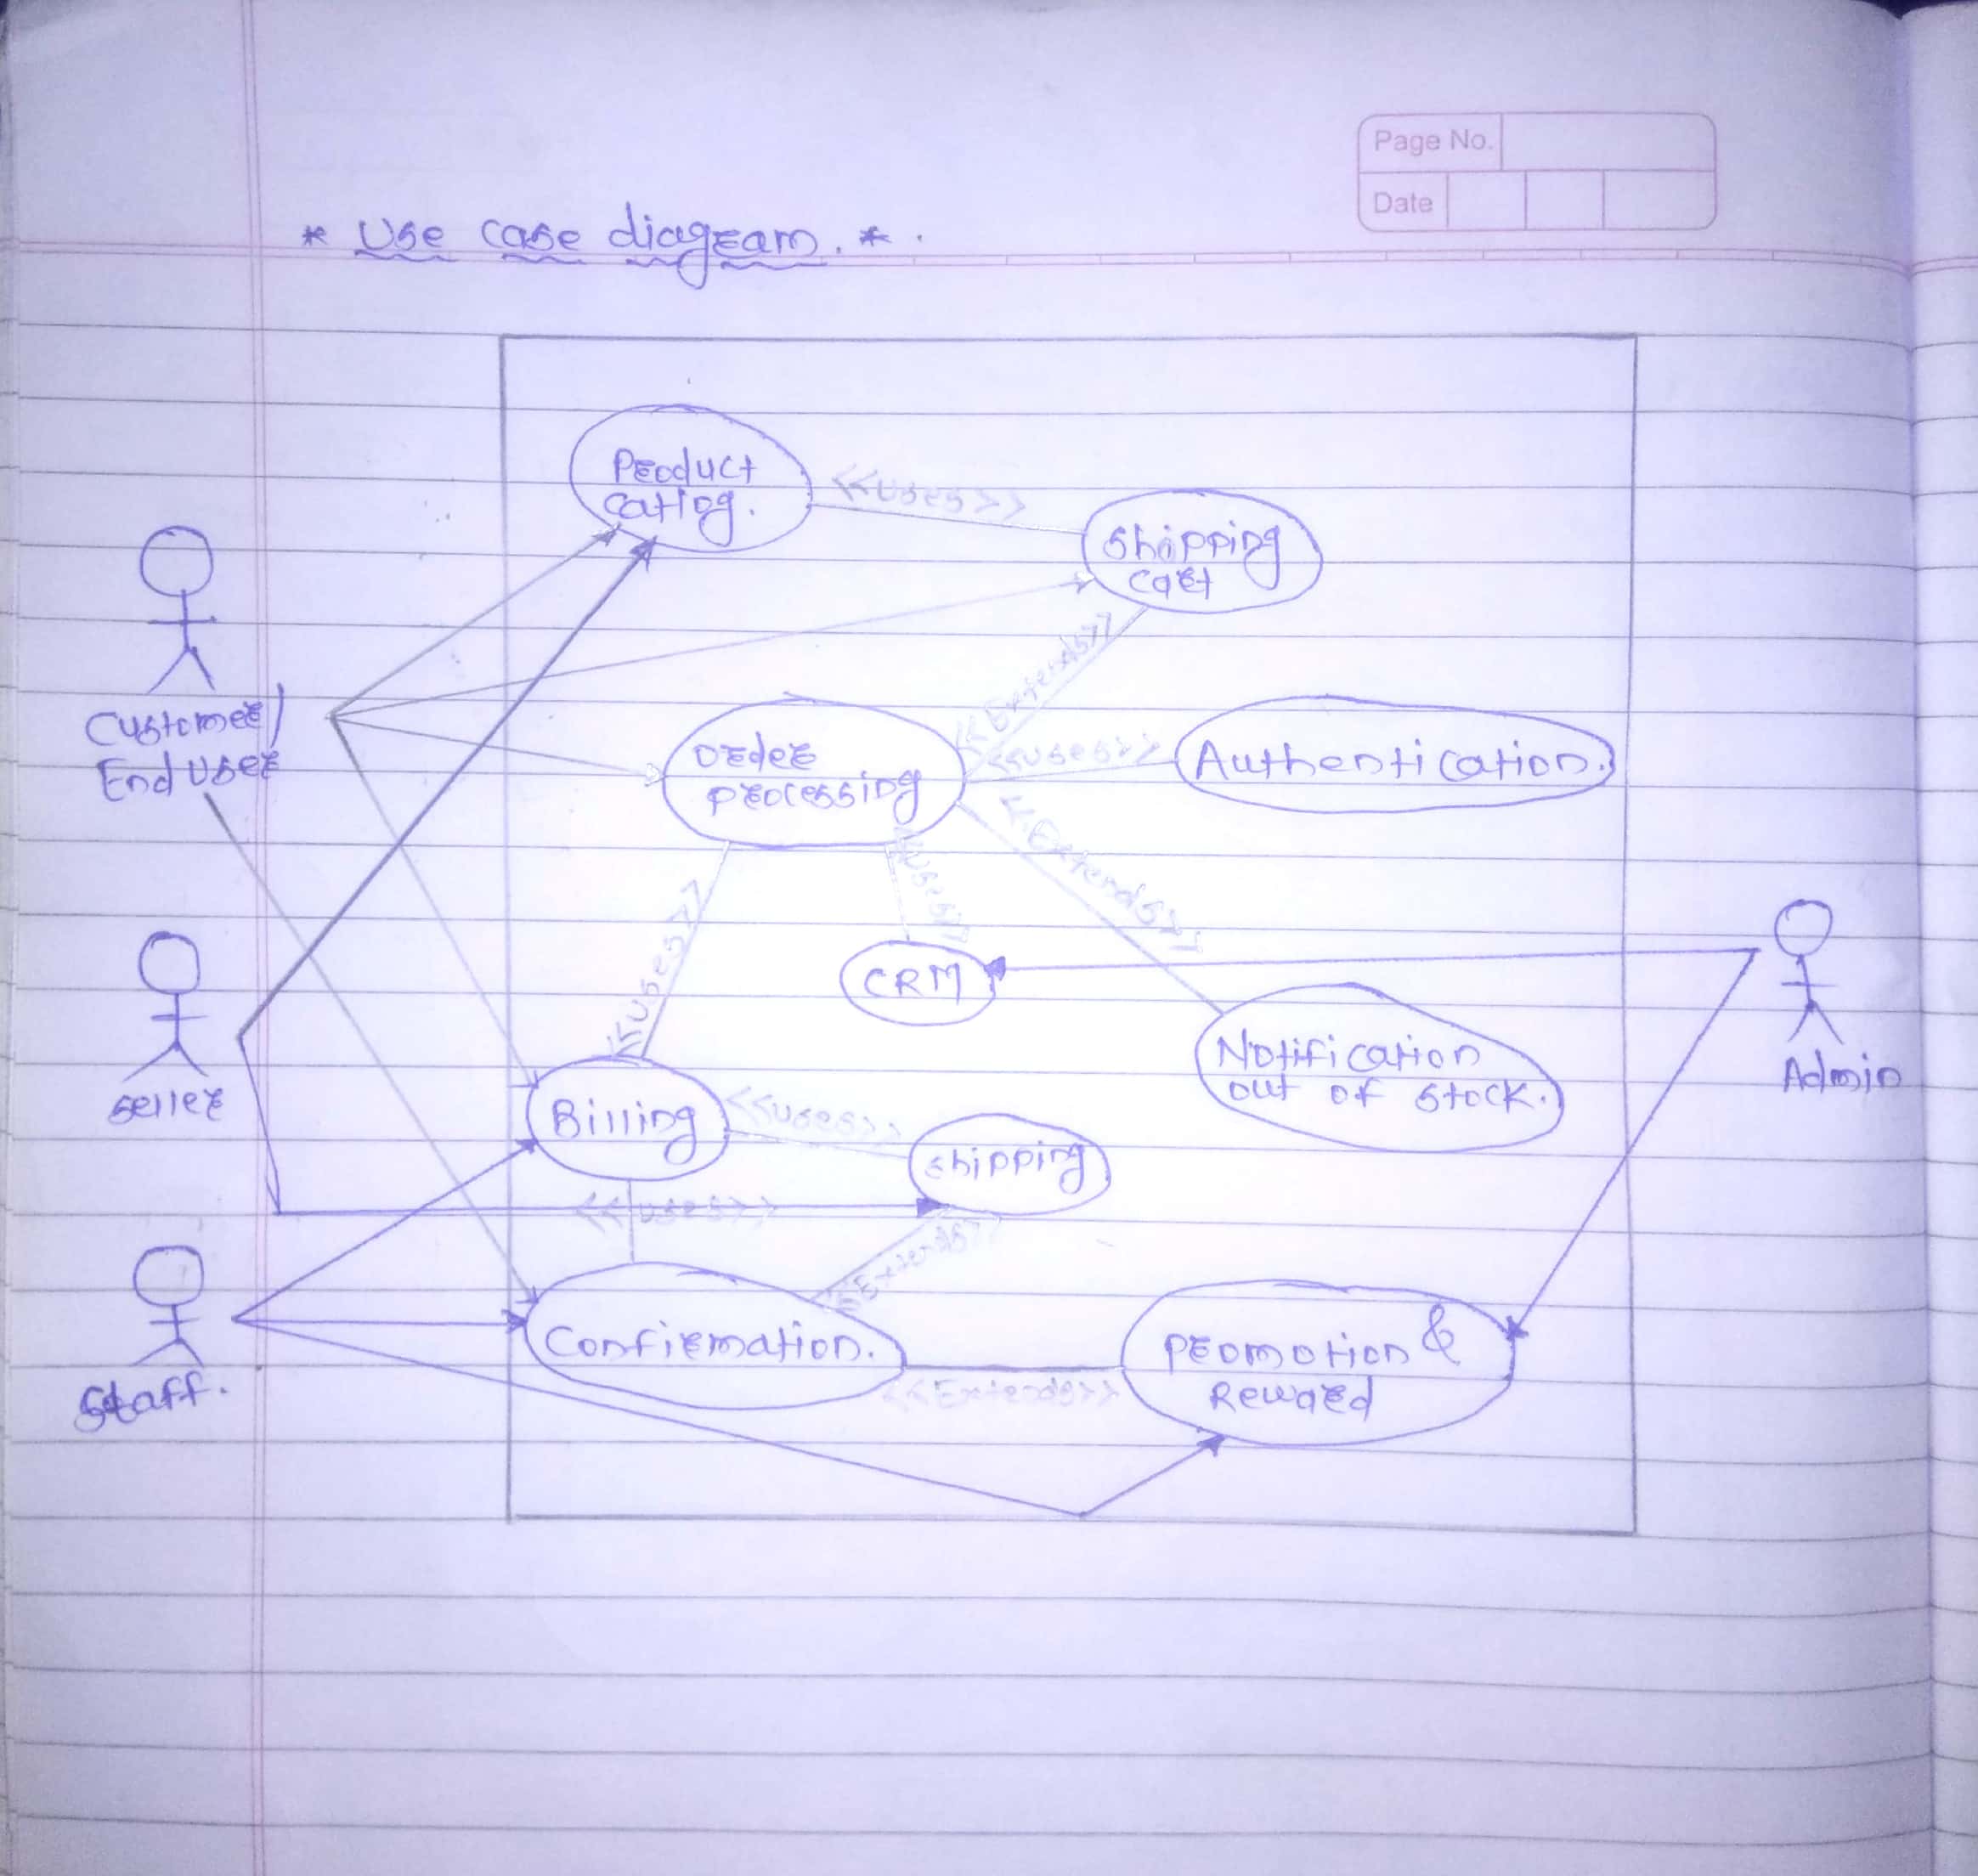 Page No.
Date
* Use case diagram. *.
Product
catlog.
<<uses>>
Shipping
cart
<<Extends>>
Customer/
End user
Order
processing
<<uses>>
Authentication.
<<Extends>>
<<uses>>
<<uses>>
CRM
Notification
out of stock.
Admin
seller
Billing
<<uses>>
shipping
<<uses>>
<<Extends>>
Staff.
Confirmation.
<<Extends>>
Promotion &
Reward